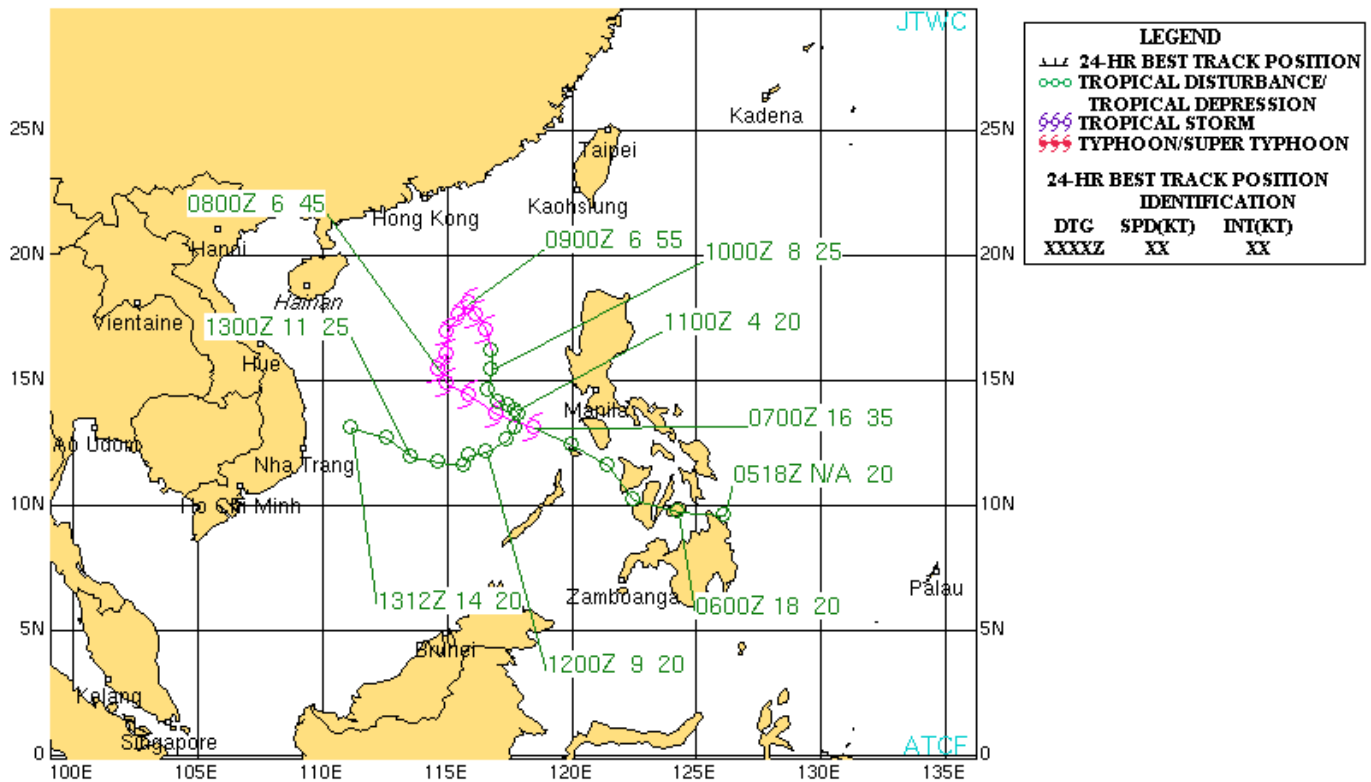 JTWC
LEGEND
24-HR BEST TRACK POSITION
TROPICAL DISTURBANCE/
TROPICAL DEPRESSION
TROPICAL STORM
TYPHOON/SUPER TYPHOON
24-HR BEST TRACK POSITION
IDENTIFICATION
DTG SPD(KT) INT(KT)
XXXXZ XX XX
Kadena
25N
25N
Taipei
0800Z 6 45
Kaohsiung
Hong Kong
Hanoi
0900Z 6 55
1000Z 8 25
20N
20N
Hainan
Vientaine
1300Z 11 25
1100Z 4 20
Hue
15N
15N
Manila
0700Z 16 35
Ao Udom
Nha Trang
0518Z N/A 20
Ho Chi Minh
10N
10N
Palau
Zamboanga
1312Z 14 20
0600Z 18 20
5N
5N
Brunei
1200Z 9 20
Kelang
Singapore
0
ATCF
0
100E 105E 110E 115E 120E 125E 130E 135E